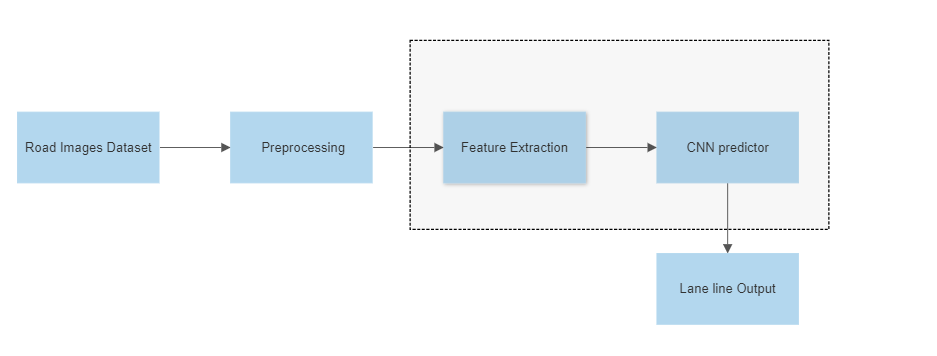 Road Images Dataset
Preprocessing
Feature Extraction
CNN predictor
Lane line Output